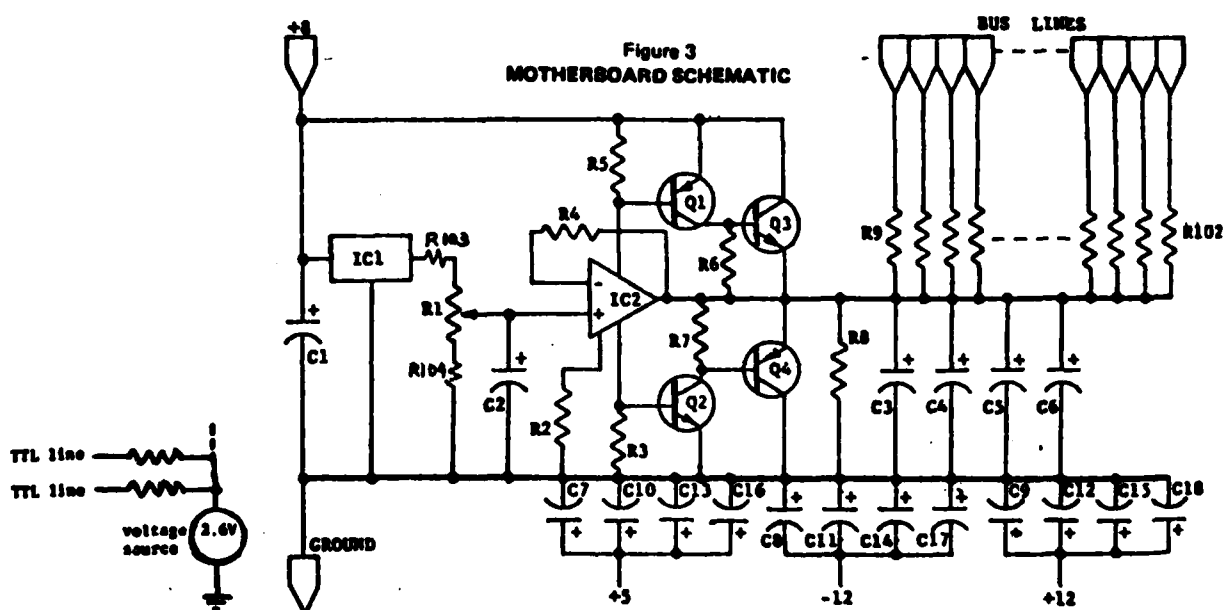 +8
BUS LINES
Figure 3
MOTHERBOARD SCHEMATIC
R5
Q1
R4
Q3
R9
R102
R103
IC1
R6
-
IC2
R1
+
R7
R8
+
C1
R104
+
C2
Q4
+
C3
+
C4
+
C5
+
C6
R2
Q2
R3
TTL line
TTL line
voltage source
2.6V
GROUND
C7
C10
C13
C16
+
+
+
+
C9
C12
C15
C18
+
+
+
+
C8
C11
C14
C17
+
+
+
+
+5
-12
+12